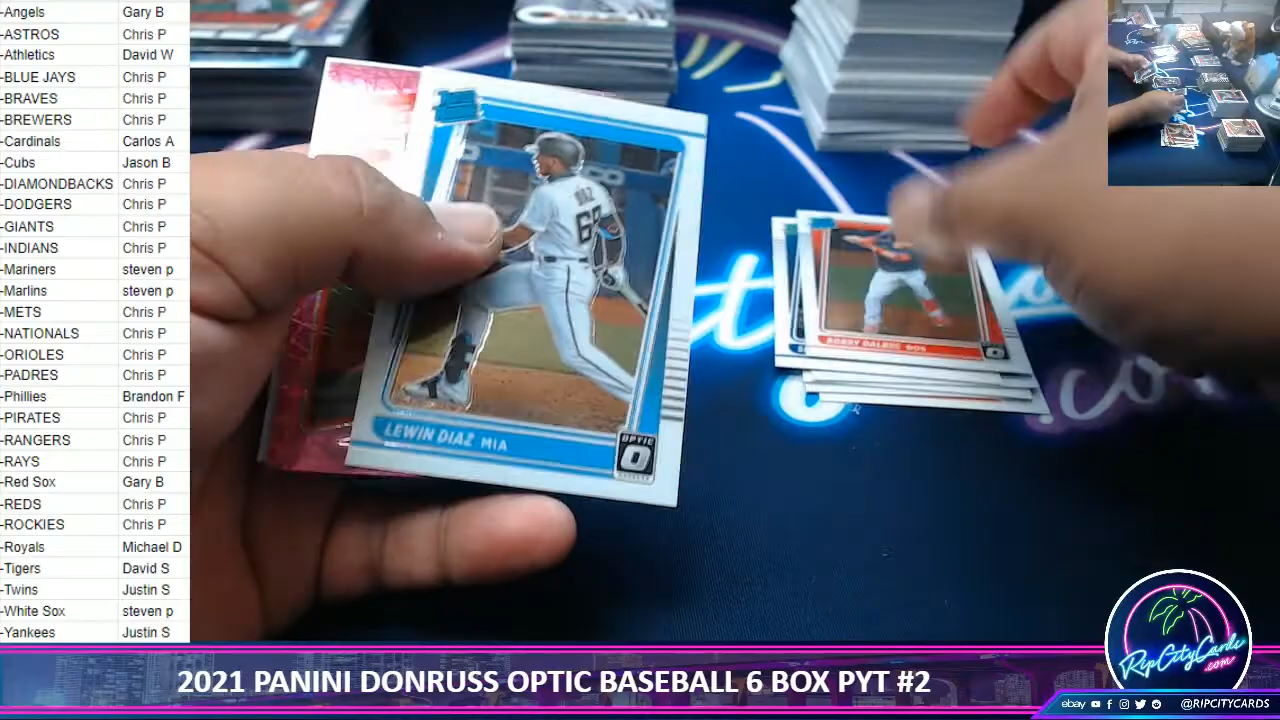 -Angels Gary B
-ASTROS Chris P
-Athletics David W
-BLUE JAYS Chris P
-BRAVES Chris P
-BREWERS Chris P
-Cardinals Carlos A
-Cubs Jason B
-DIAMONDBACKS Chris P
-DODGERS Chris P
-GIANTS Chris P
-INDIANS Chris P
-Mariners steven p
-Marlins steven p
-METS Chris P
-NATIONALS Chris P
-ORIOLES Chris P
-PADRES Chris P
-Phillies Brandon F
-PIRATES Chris P
-RANGERS Chris P
-RAYS Chris P
-Red Sox Gary B
-REDS Chris P
-ROCKIES Chris P
-Royals Michael D
-Tigers David S
-Twins Justin S
-White Sox steven p
-Yankees Justin S
DIAZ
LEWIN DIAZ MIA
OPTIC
BOBBY DALBEC BOS
.co
RipCityCards
.com
2021 PANINI DONRUSS OPTIC BASEBALL 6 BOX PYT #2
ebay @RIPCITYCARDS